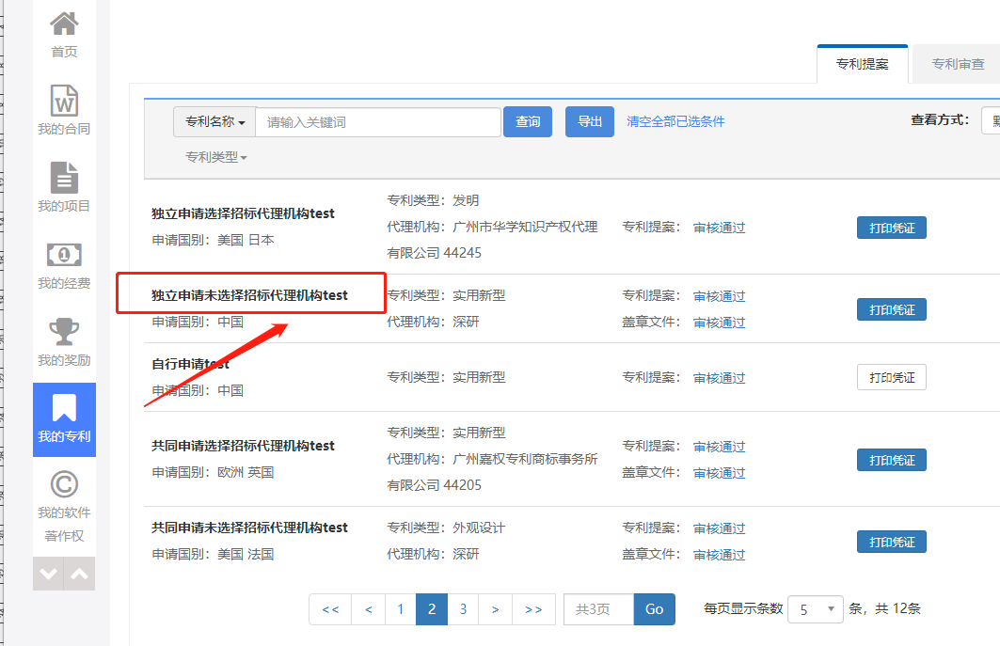 首页
我的合同
我的项目
我的经费
我的奖励
我的专利
我的软件
著作权
专利提案
专利审查
专利名称
请输入关键词
查询
导出
清空全部已选条件
查看方式：
专利类型
独立申请选择招标代理机构test
申请国别：美国 日本
专利类型：发明
代理机构：广州市华学知识产权代理
有限公司 44245
专利提案： 审核通过
打印凭证
独立申请未选择招标代理机构test
申请国别：中国
专利类型：实用新型
代理机构：深研
专利提案： 审核通过
盖章文件： 审核通过
打印凭证
自行申请test
申请国别：中国
专利类型：实用新型
专利提案： 审核通过
打印凭证
共同申请选择招标代理机构test
申请国别：欧洲 英国
专利类型：实用新型
代理机构：广州嘉权专利商标事务所
有限公司 44205
专利提案： 审核通过
盖章文件： 审核通过
打印凭证
共同申请未选择招标代理机构test
申请国别：美国 法国
专利类型：外观设计
代理机构：深研
专利提案： 审核通过
盖章文件： 审核通过
打印凭证
<< < 1 2 3 > >> 共3页 Go 每页显示条数 5 条，共 12条